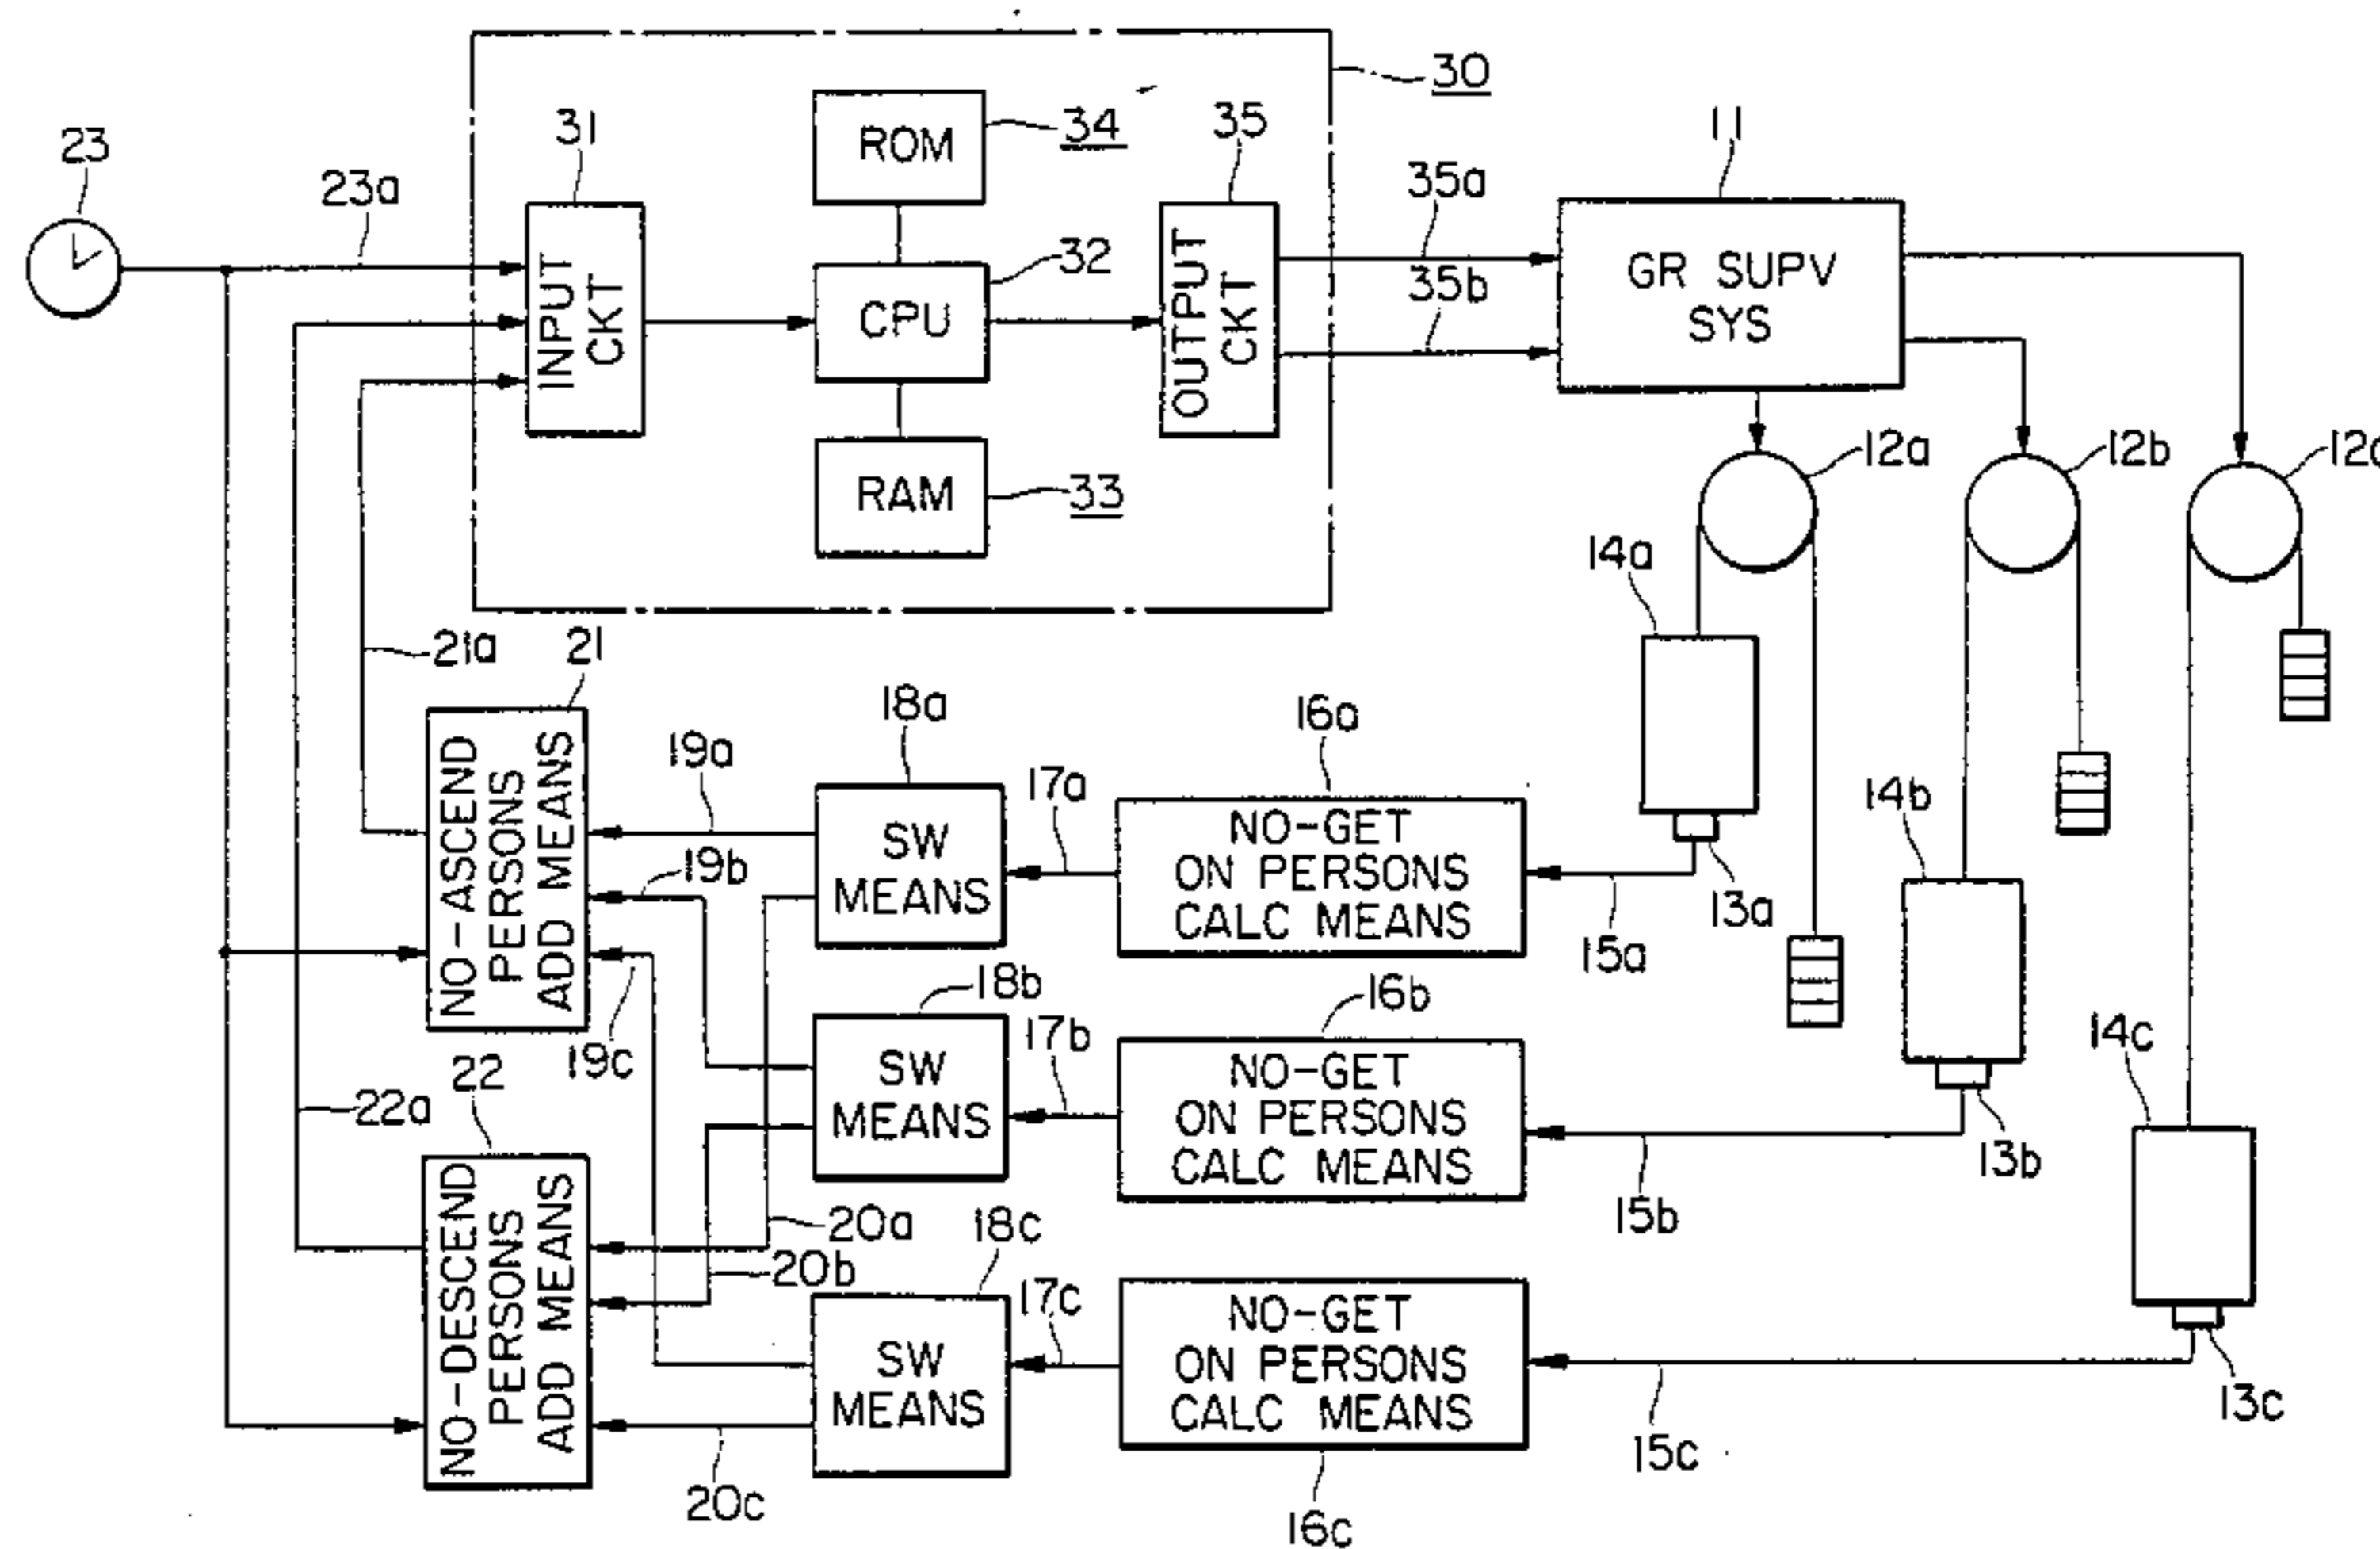 30
23
31
ROM
34
35
11
23a
35a
INPUT CKT
CPU
32
OUTPUT CKT
35b
GR SUPV
SYS
RAM
33
12a
12b
14a
21a
21
18a
16a
19a
17a
14b
NO-ASCEND
PERSONS
ADD MEANS
SW
MEANS
NO-GET
ON PERSONS
CALC MEANS
19b
13a
15a
18b
16b
19c
17b
14c
22a
22
SW
MEANS
NO-GET
ON PERSONS
CALC MEANS
13b
15b
20a
20b
18c
17c
NO-DESCEND
PERSONS
ADD MEANS
SW
MEANS
NO-GET
ON PERSONS
CALC MEANS
13c
15c
20c
16c